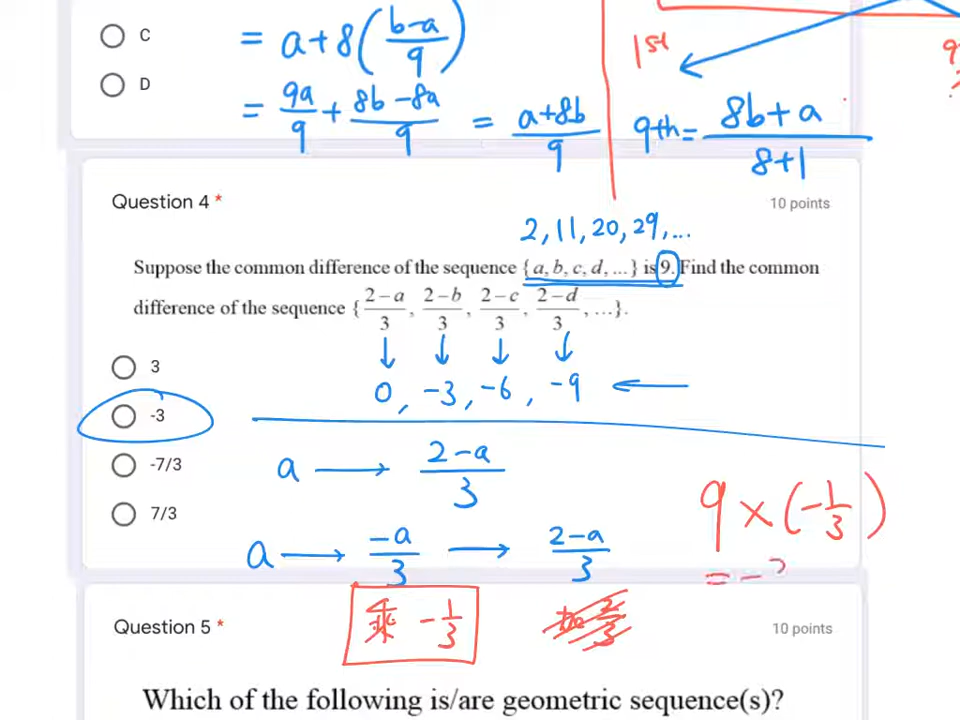 C
D
= a+8(b-a/9)
= 9a/9 + 8b-8a/9 = a+8b/9
1st
9th = 8b+a/8+1
Question 4 *
10 points
2, 11, 20, 29, ...
Suppose the common difference of the sequence { a, b, c, d, ... } is 9. Find the common
difference of the sequence { 2-a/3, 2-b/3, 2-c/3, 2-d/3, ...}.
↓ ↓ ↓ ↓
0, -3, -6, -9 ←
3
-3
-7/3
7/3
a → 2-a/3
9 × (-1/3)
a → -a/3 → 2-a/3
= -
乘 -1/3
加 2/3
Question 5 *
10 points
Which of the following is/are geometric sequence(s)?